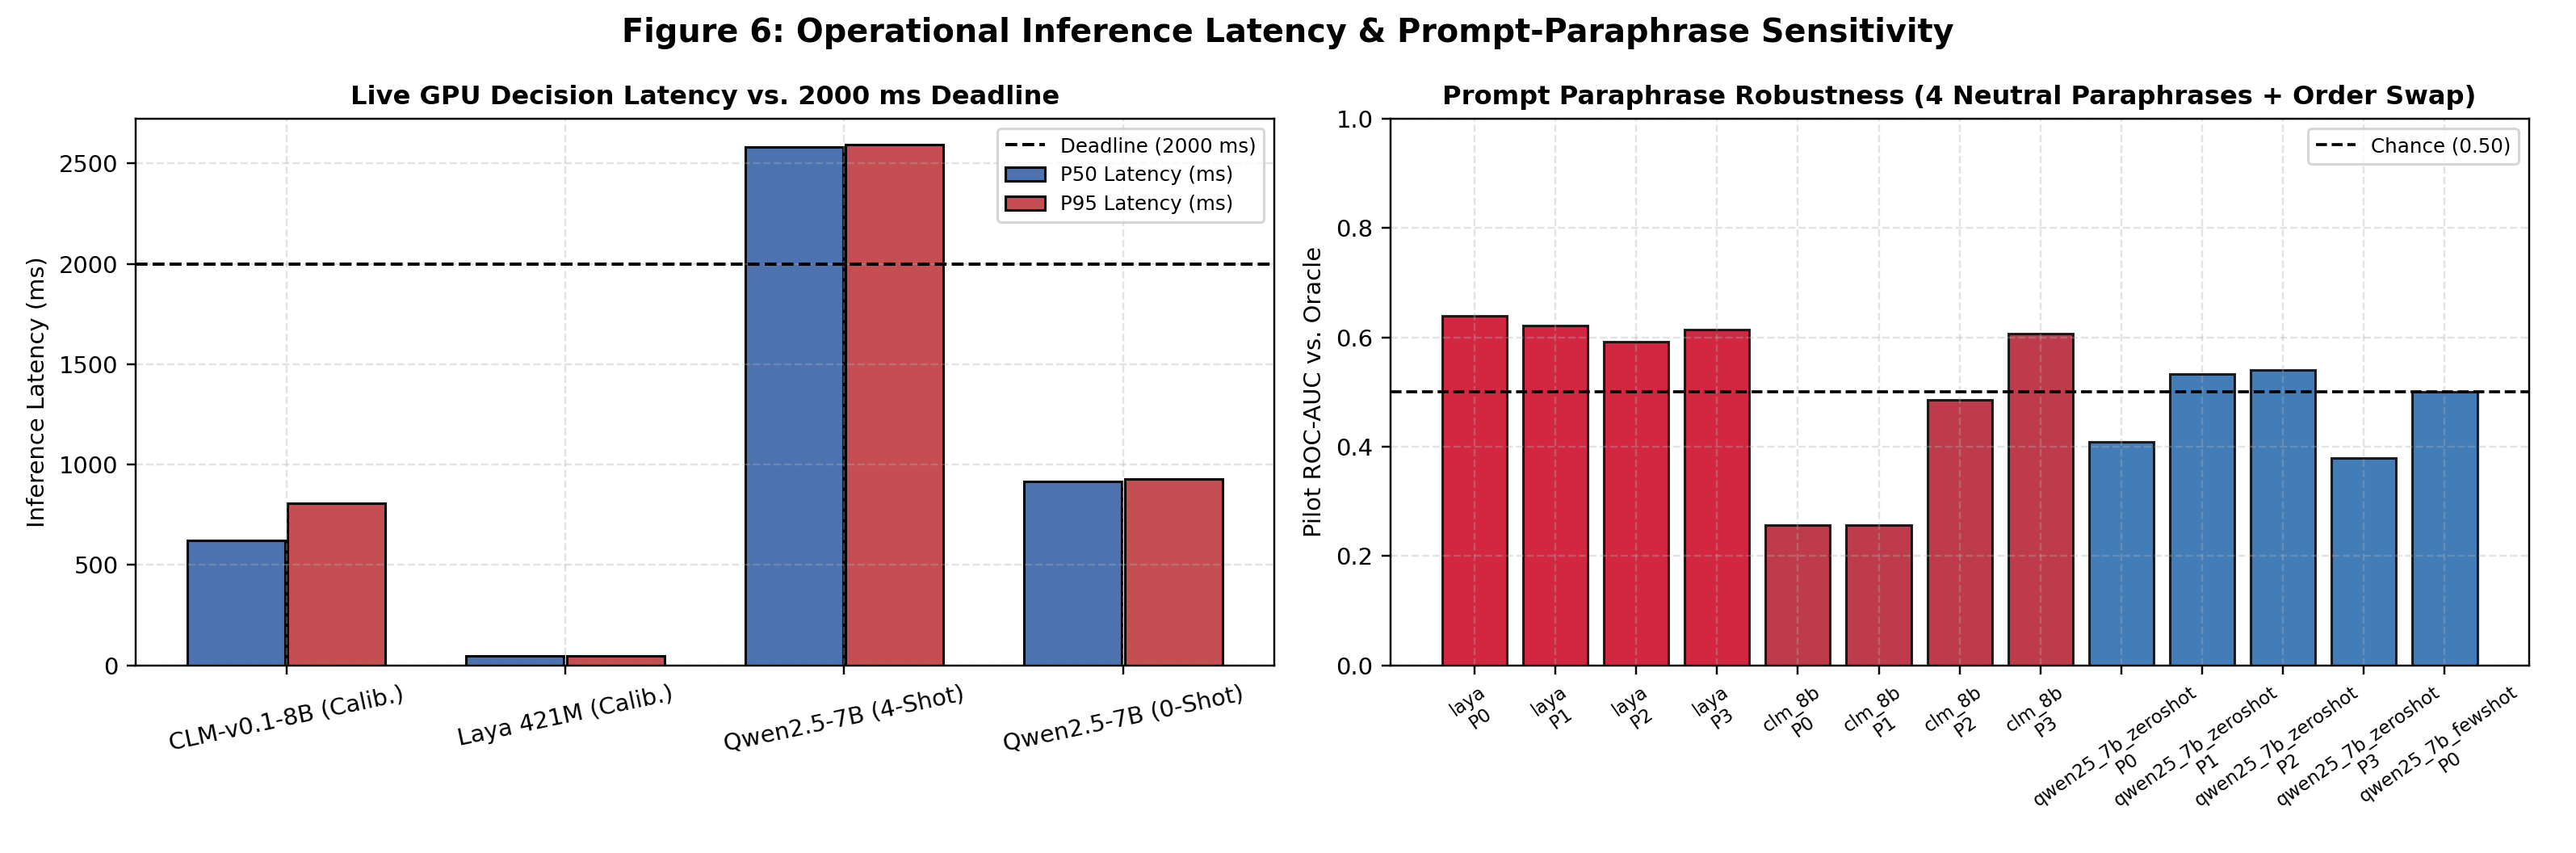 Figure 6: Operational Inference Latency & Prompt-Paraphrase Sensitivity
Live GPU Decision Latency vs. 2000 ms Deadline
Inference Latency (ms)
2500
2000
1500
1000
500
0
Deadline (2000 ms)
P50 Latency (ms)
P95 Latency (ms)
CLM-v0.1-8B (Calib.)
Laya 421M (Calib.)
Qwen2.5-7B (4-Shot)
Qwen2.5-7B (0-Shot)
Prompt Paraphrase Robustness (4 Neutral Paraphrases + Order Swap)
Pilot ROC-AUC vs. Oracle
1.0
0.8
0.6
0.4
0.2
0.0
Chance (0.50)
laya
P0
laya
P1
laya
P2
laya
P3
clm_8b
P0
clm_8b
P1
clm_8b
P2
clm_8b
P3
qwen25_7b_zeroshot
P0
qwen25_7b_zeroshot
P1
qwen25_7b_zeroshot
P2
qwen25_7b_zeroshot
P3
qwen25_7b_fewshot
P0